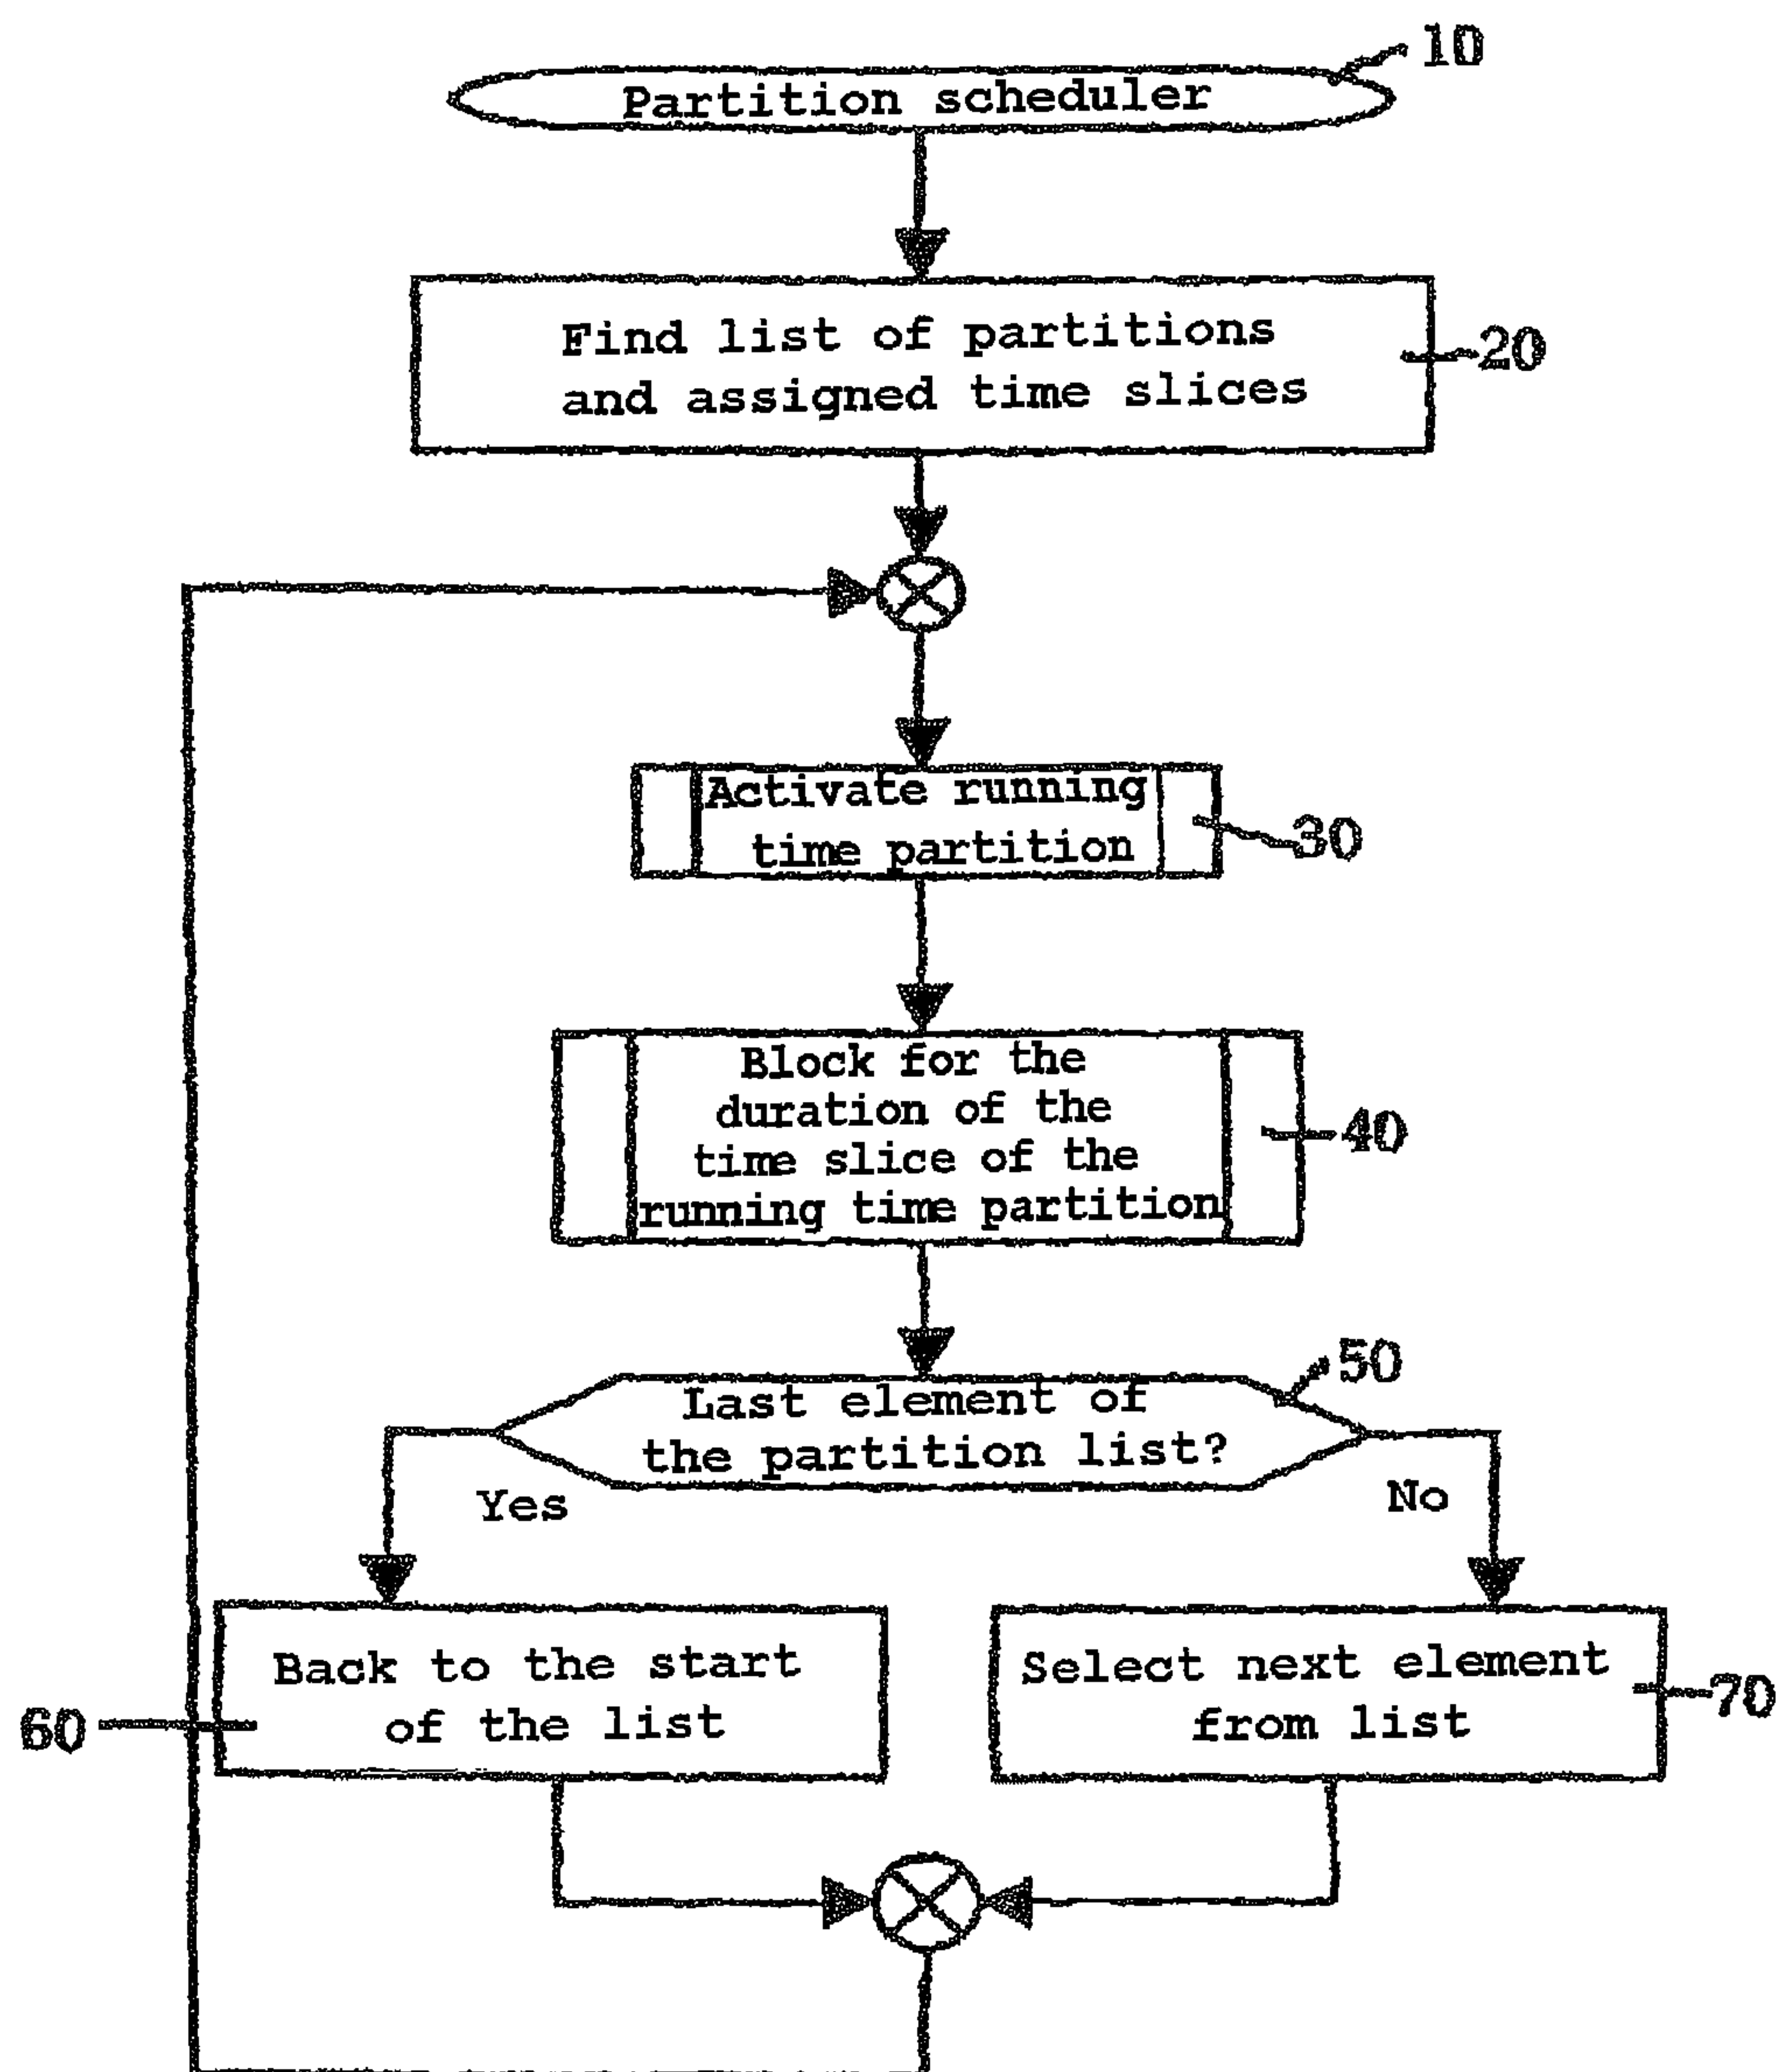 10
Partition scheduler
Find list of partitions
and assigned time slices
20
Activate running
time partition
30
Block for the
duration of the
time slice of the
running time partition
40
50
Last element of
the partition list?
Yes
No
Back to the start
of the list
60
Select next element
from list
70